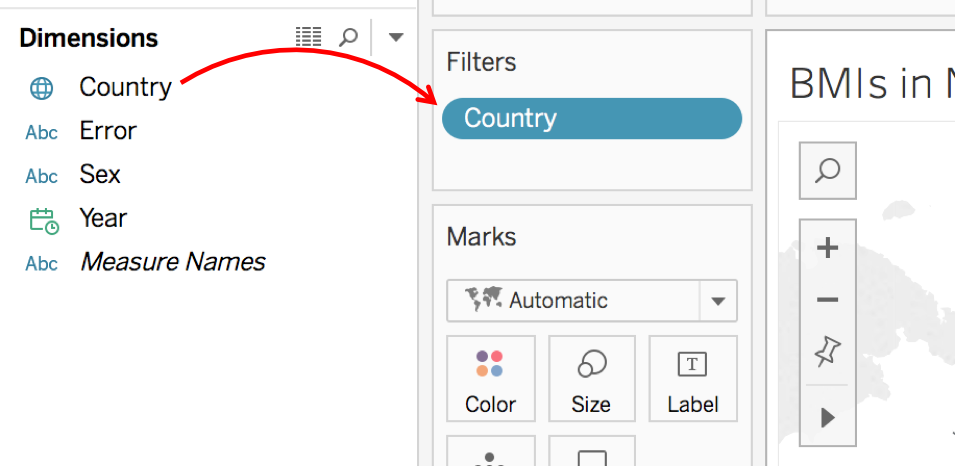 Dimensions
Country
Abc Error
Abc Sex
Year
Abc Measure Names
Filters
Country
Marks
Automatic
Color
Size
T
Label
BMIs in